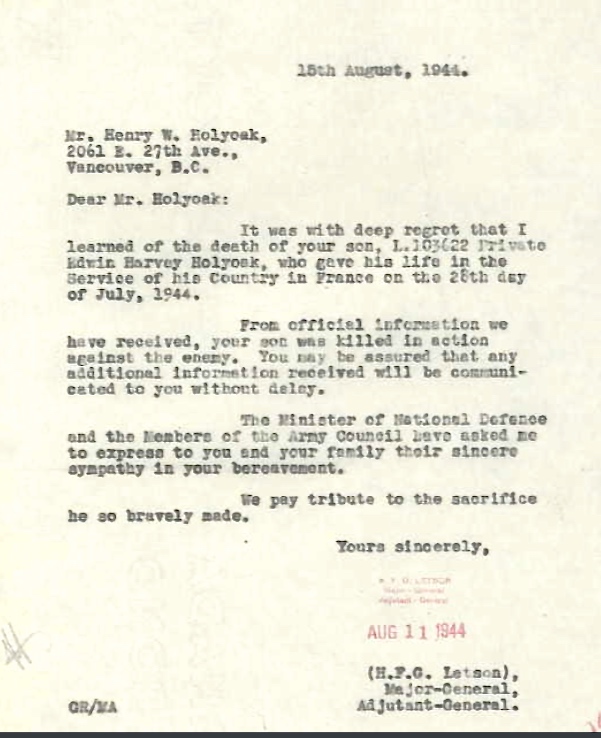 15th August, 1944.
Mr. Henry W. Holyoak,
2061 E. 27th Ave.,
Vancouver, B.C.
Dear Mr. Holyoak:
It was with deep regret that I
learned of the death of your son, L.103622 Private
Edwin Harvey Holyoak, who gave his life in the
Service of his Country in France on the 28th day
of July, 1944.
From official information we
have received, your son was killed in action
against the enemy. You may be assured that any
additional information received will be communi-
cated to you without delay.
The Minister of National Defence
and the Members of the Army Council have asked me
to express to you and your family their sincere
sympathy in your bereavement.
We pay tribute to the sacrifice
he so bravely made.
Yours sincerely,
H. F. G. LETSON
Major - General
Adjutant - General
AUG 11 1944
(H.F.G. Letson),
Major-General,
Adjutant-General.
GR/MA